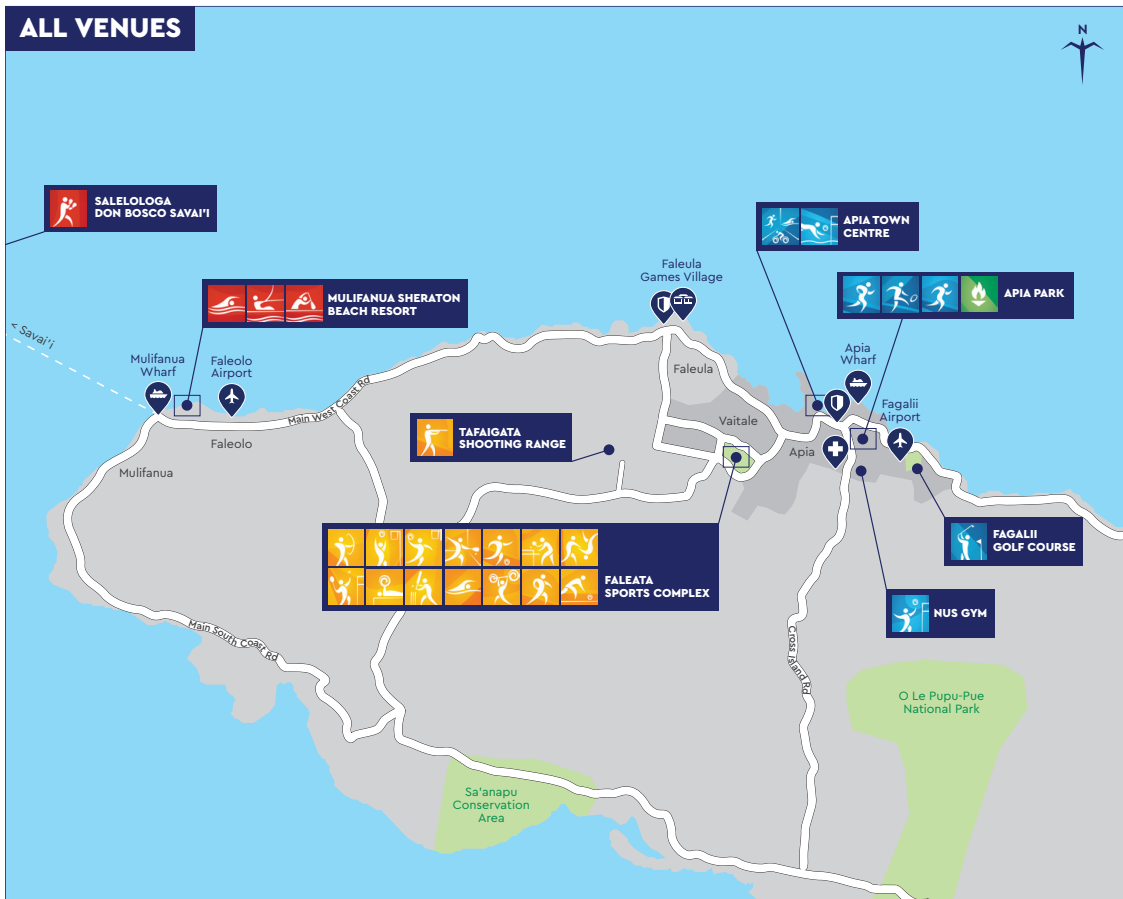 ALL VENUES
N
SALELOLOGA
DON BOSCO SAVAI'I
APIA TOWN
CENTRE
Faleula
Games Village
MULIFANUA SHERATON
BEACH RESORT
APIA PARK
< Savai'i
Mulifanua
Wharf
Faleolo
Airport
Apia
Wharf
Faleula
Main West Coast Rd
Fagalii
Airport
Vaitale
TAFAIGATA
SHOOTING RANGE
Faleolo
Apia
Mulifanua
FAGALII
GOLF COURSE
FALEATA
SPORTS COMPLEX
NUS GYM
Main South Coast Rd
Cross Island Rd
O Le Pupu-Pue
National Park
Sa'anapu
Conservation
Area